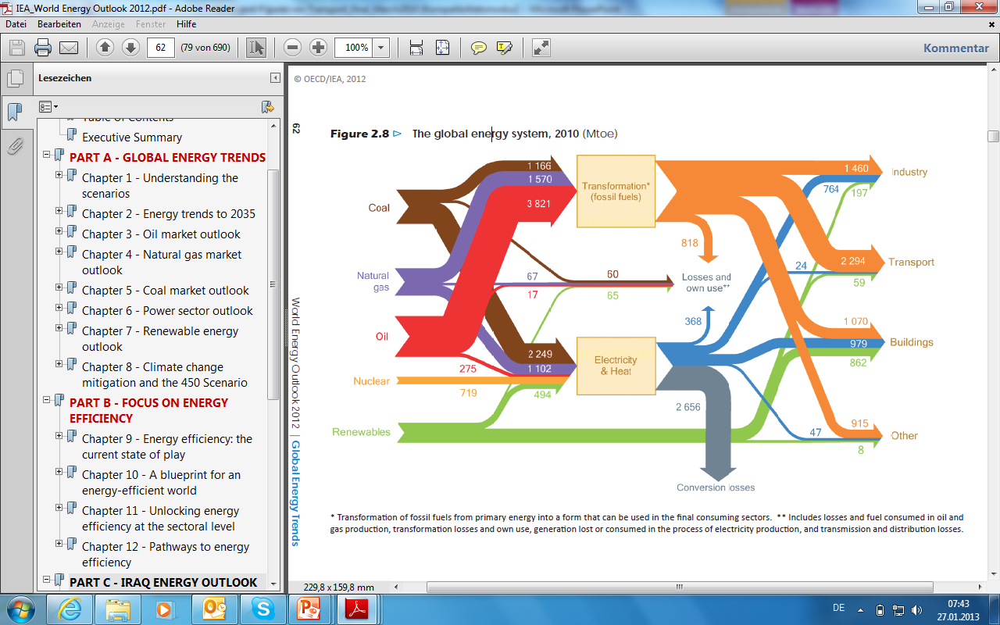 IEA_World Energy Outlook 2012.pdf - Adobe Reader
Datei Bearbeiten Anzeige Fenster Hilfe
62 (79 von 690) 100% Kommentar
Lesezeichen
Table of Contents
Executive Summary
PART A - GLOBAL ENERGY TRENDS
Chapter 1 - Understanding the
scenarios
Chapter 2 - Energy trends to 2035
Chapter 3 - Oil market outlook
Chapter 4 - Natural gas market
outlook
Chapter 5 - Coal market outlook
Chapter 6 - Power sector outlook
Chapter 7 - Renewable energy
outlook
Chapter 8 - Climate change
mitigation and the 450 Scenario
PART B - FOCUS ON ENERGY
EFFICIENCY
Chapter 9 - Energy efficiency: the
current state of play
Chapter 10 - A blueprint for an
energy-efficient world
Chapter 11 - Unlocking energy
efficiency at the sectoral level
Chapter 12 - Pathways to energy
efficiency
PART C - IRAQ ENERGY OUTLOOK
© OECD/IEA, 2012
62
World Energy Outlook 2012 | Global Energy Trends
Figure 2.8 ▷ The global energy system, 2010 (Mtoe)
Coal
Natural
gas
Oil
Nuclear
Renewables
1 166
1 570
3 821
67
17
60
65
2 249
1 102
275
719
494
Transformation*
(fossil fuels)
Electricity
& Heat
818
Losses and
own use**
368
2 656
Conversion losses
1 460
764
197
Industry
24
2 294
59
Transport
1 070
979
862
Buildings
915
47
8
Other
* Transformation of fossil fuels from primary energy into a form that can be used in the final consuming sectors. ** Includes losses and fuel consumed in oil and
gas production, transformation losses and own use, generation lost or consumed in the process of electricity production, and transmission and distribution losses.
229,8 x 159,8 mm
DE
07:43
27.01.2013